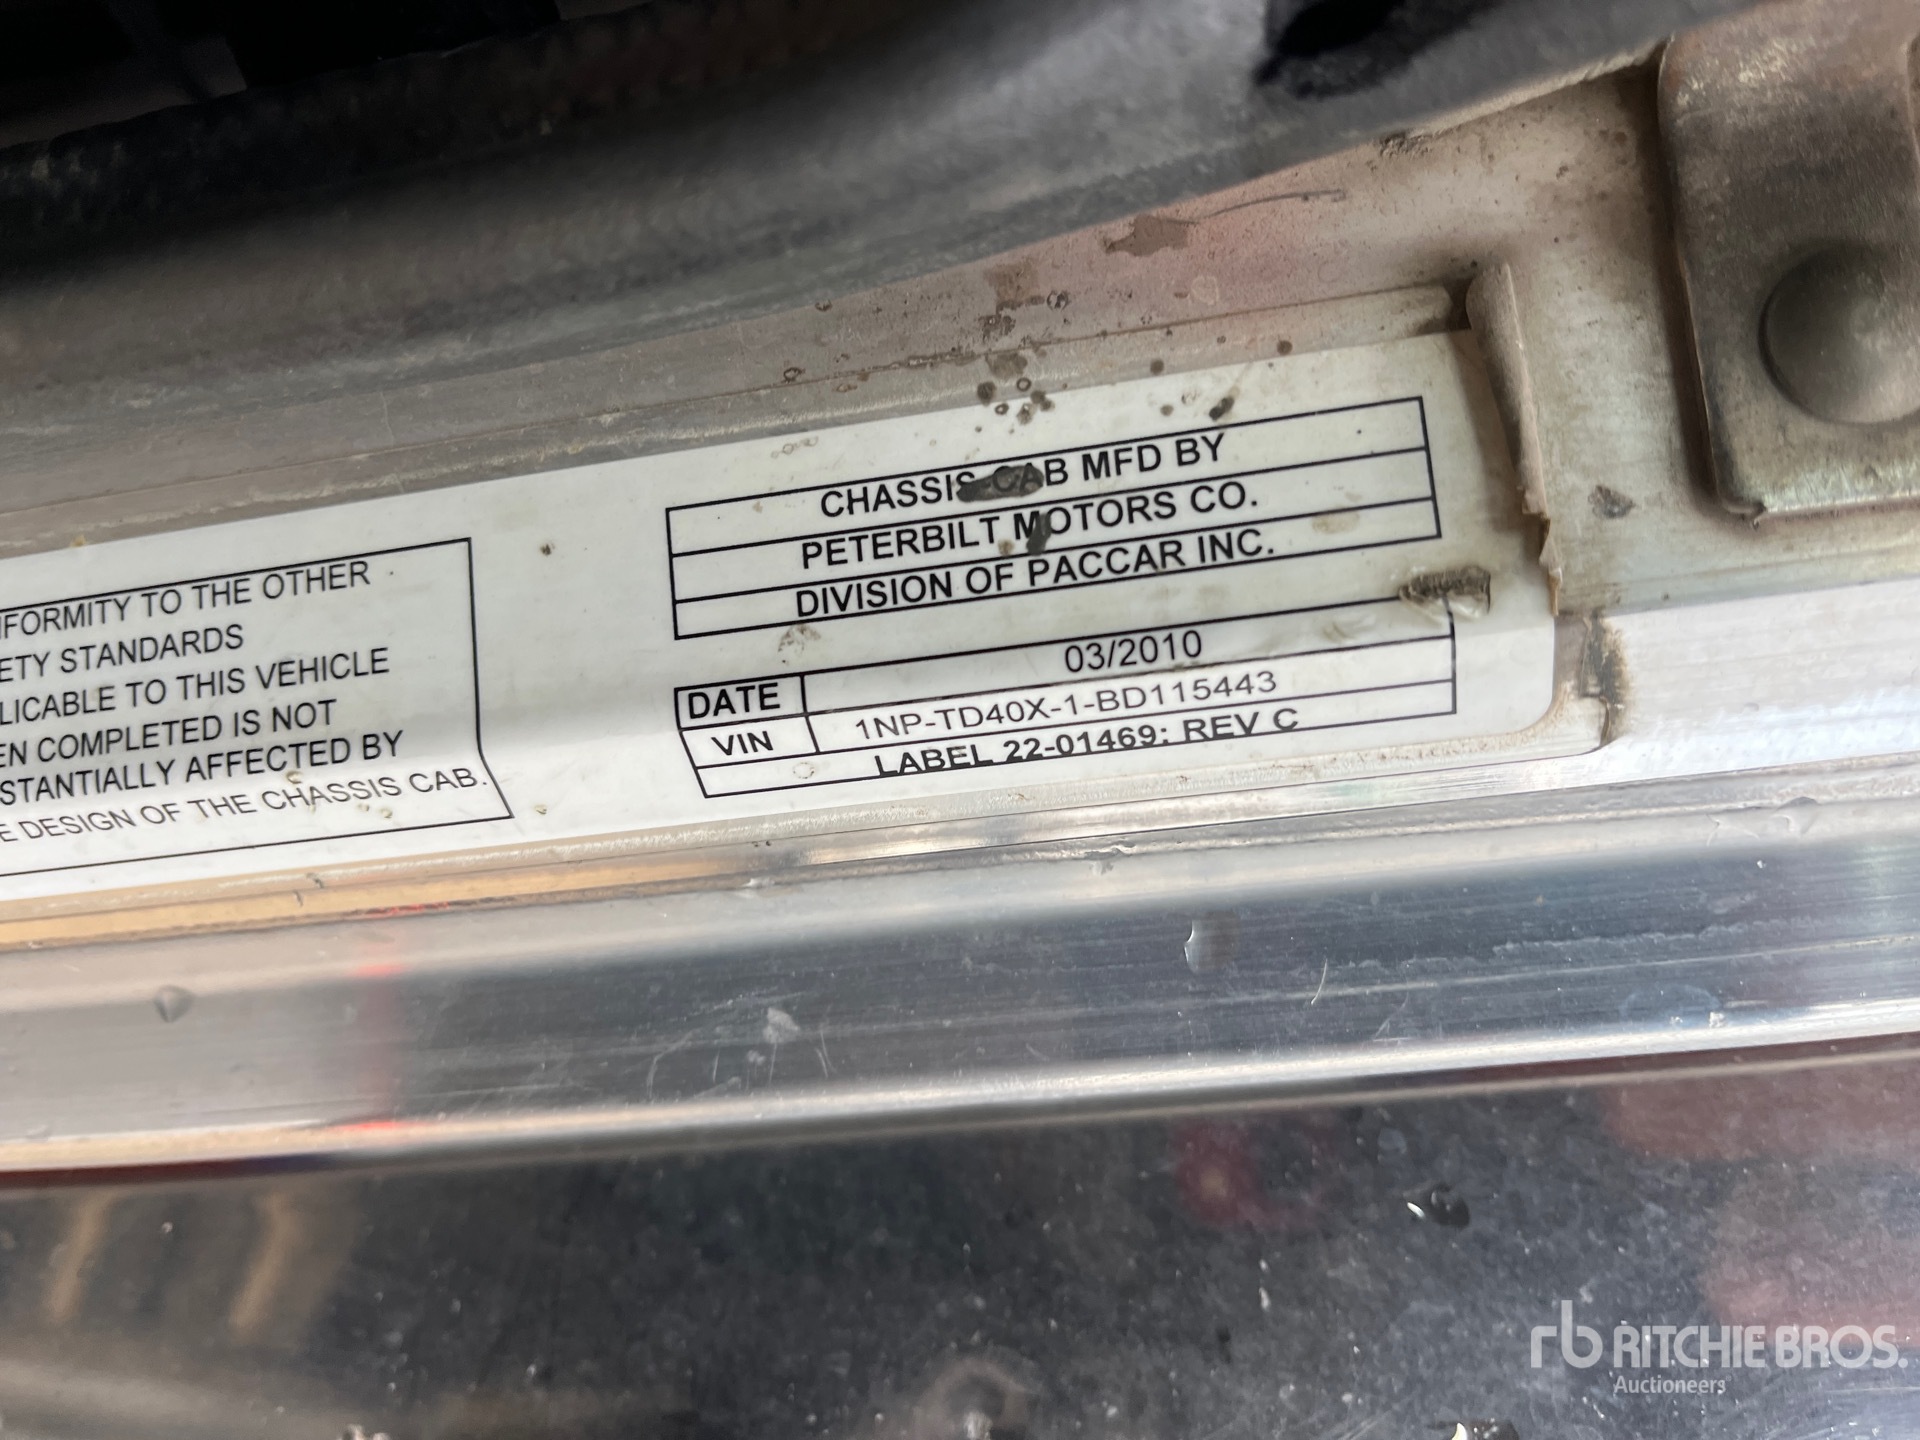 NFORMITY TO THE OTHER
ETY STANDARDS
LICABLE TO THIS VEHICLE
EN COMPLETED IS NOT
STANTIALLY AFFECTED BY
E DESIGN OF THE CHASSIS CAB.
CHASSIS CAB MFD BY
PETERBILT MOTORS CO.
DIVISION OF PACCAR INC.
DATE 03/2010
VIN 1NP-TD40X-1-BD115443
LABEL 22-01469: REV C
rb RITCHIE BROS.
Auctioneers